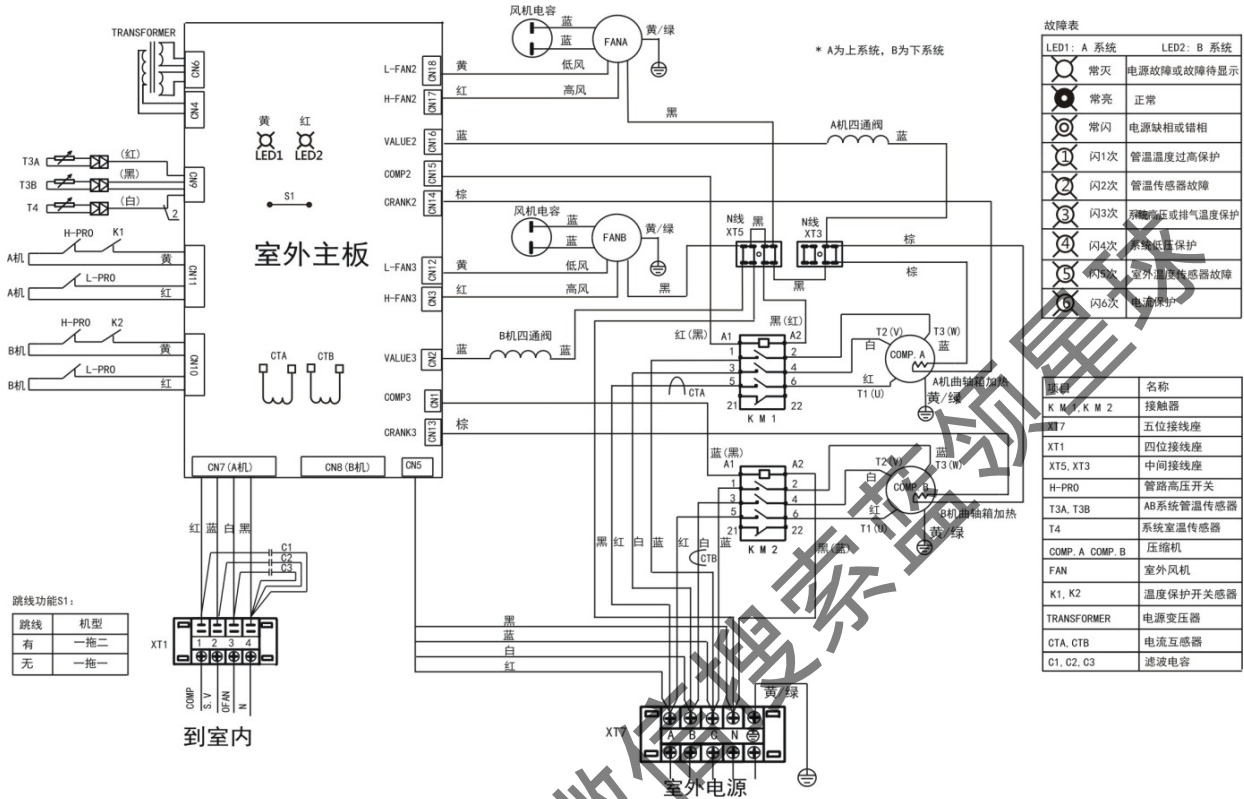 TRANSFORMER
CN6
CN4
T3A
(红)
T3B
(黑)
T4
(白)
2
CN9
H-PRO K1
A机
黄
L-PRO
A机
红
CN11
H-PRO K2
B机
黄
L-PRO
B机
红
CN10
黄 红
LED1 LED2
S1
室外主板
CTA CTB
L-FAN2 CN18 黄 低风
H-FAN2 CN17 红 高风
VALUE2 CN16 蓝
COMP2 CN15
CRANK2 CN14 棕
L-FAN3 CN12 黄 低风
H-FAN3 CN3 红 高风
VALUE3 CN2 蓝
COMP3 CN1
CRANK3 CN13 棕
CN7(A机) CN8(B机) CN5
风机电容
蓝
蓝
FANA
黄/绿
黑
* A为上系统, B为下系统
A机四通阀
蓝
风机电容
蓝
蓝
FANB
黄/绿
黑
N线
XT5
黑
N线
XT3
棕
棕
黑
B机四通阀
蓝
红(黑)
黑(红)
A1 A2
1 2
3 4
5 6
21 22
K M 1
CTA
T2(V)
T3(W)
白
蓝
COMP.A
红
T1(U)
A机曲轴箱加热
黄/绿
蓝(黑)
A1 A2
1 2
3 4
5 6
21 22
K M 2
CTB
T2(V)
蓝
T3(W)
白
COMP.B
红
T1(U)
B机曲轴箱加热
黄/绿
黑 红 白 蓝 红 白 蓝
黑(蓝)
红 蓝 白 黑
C1
C2
C3
XT1
1 2 3 4
COMP
S.V
OFAN
N
到室内
跳线功能S1:
跳线 机型
有 一拖二
无 一拖一
黑
蓝
白
红
黄/绿
XT7
A B C N
室外电源
故障表
LED1: A 系统 LED2: B 系统
常灭 电源故障或故障待显示
常亮 正常
常闪 电源缺相或错相
1 闪1次 管温温度过高保护
2 闪2次 管温传感器故障
3 闪3次 系统高压或排气温度保护
4 闪4次 系统低压保护
5 闪5次 室外温度传感器故障
6 闪6次 电流保护
项目 名称
K M 1, K M 2 接触器
XT7 五位接线座
XT1 四位接线座
XT5, XT3 中间接线座
H-PRO 管路高压开关
T3A, T3B AB系统管温传感器
T4 系统室温传感器
COMP. A COMP. B 压缩机
FAN 室外风机
K1, K2 温度保护开关感器
TRANSFORMER 电源变压器
CTA, CTB 电流互感器
C1, C2, C3 滤波电容
微信搜索蓝领星球